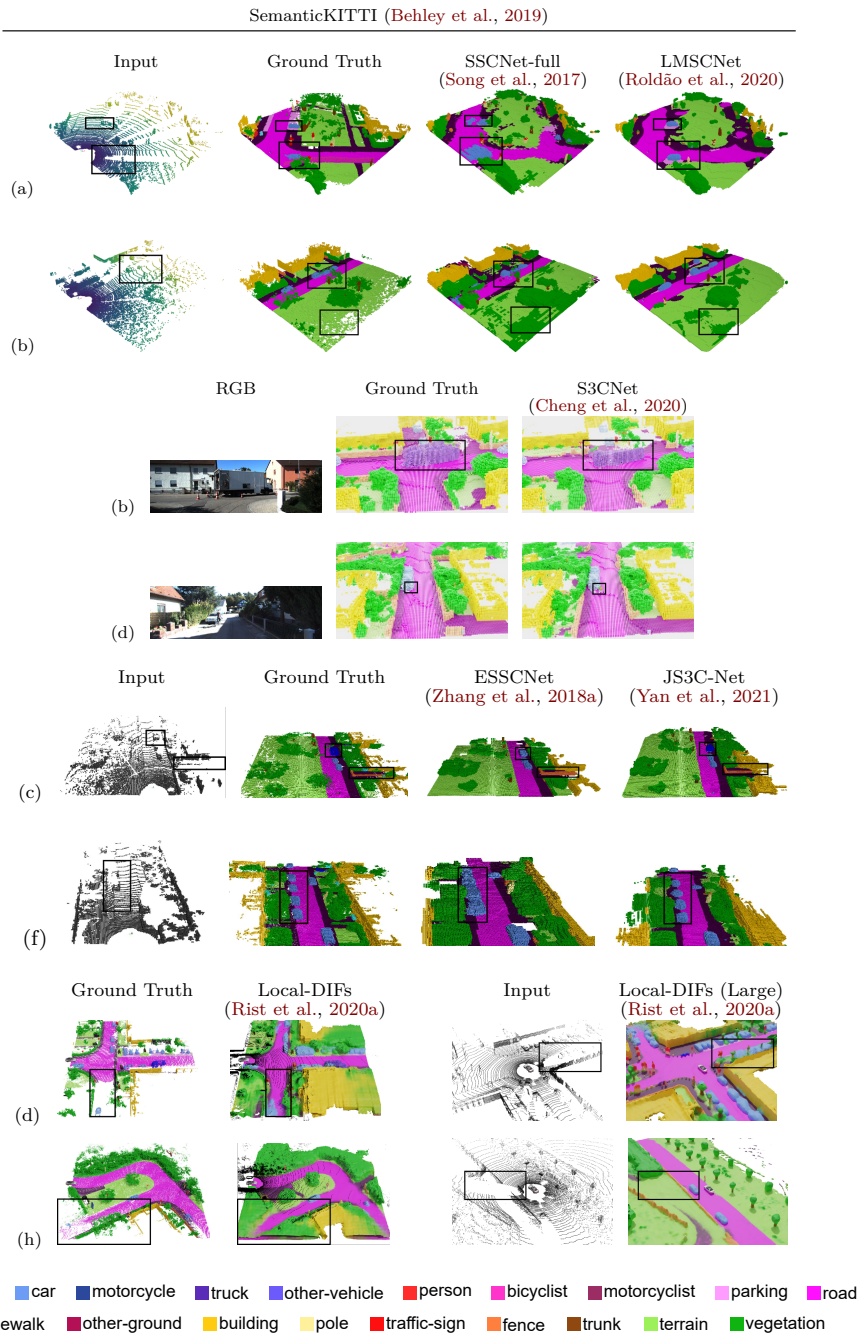 SemanticKITTI (Behley et al., 2019)
Input Ground Truth SSCNet-full LMSCNet
(Song et al., 2017) (Roldão et al., 2020)
(a)
(b)
RGB Ground Truth S3CNet
(Cheng et al., 2020)
(b)
(d)
Input Ground Truth ESSCNet JS3C-Net
(Zhang et al., 2018a) (Yan et al., 2021)
(c)
(f)
Ground Truth Local-DIFs Input Local-DIFs (Large)
(Rist et al., 2020a) (Rist et al., 2020a)
(d)
(h)
car motorcycle truck other-vehicle person bicyclist motorcyclist parking road
ewalk other-ground building pole traffic-sign fence trunk terrain vegetation